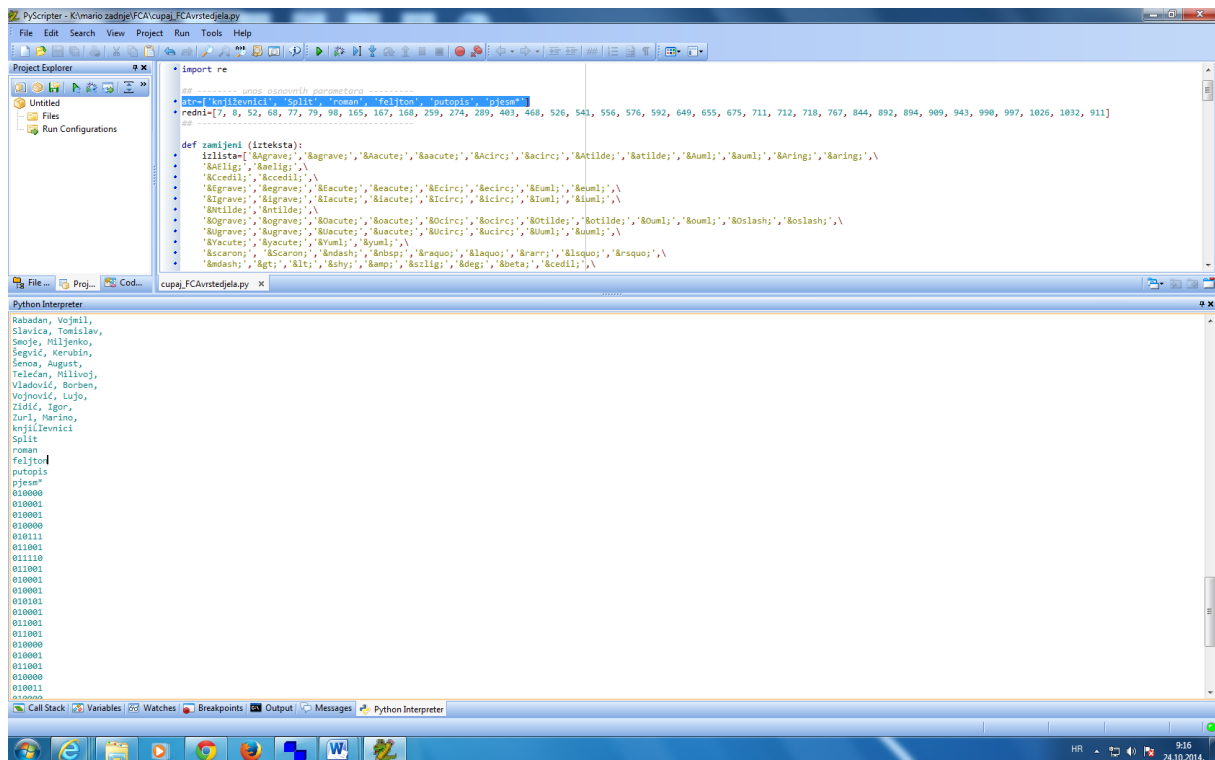 PyScripter - K:\mario zadnje\FCA\cupaj_FCAvrstedjela.py
File Edit Search View Project Run Tools Help
Project Explorer
Untitled
Files
Run Configurations
File ... Proj... Cod...
import re
## -------- unos osnovnih parametara ---------
atr=['književnici', 'Split', 'roman', 'feljton', 'putopis', 'pjesm*']
redni=[7, 8, 52, 68, 77, 79, 98, 165, 167, 168, 259, 274, 289, 403, 468, 526, 541, 556, 576, 592, 649, 655, 675, 711, 712, 718, 767, 844, 892, 894, 909, 943, 990, 997, 1026, 1032, 911]
## ----------------------------------------
def zamijeni (izteksta):
izlista=['&Agrave;','&agrave;','&Aacute;','&aacute;','&Acirc;','&acirc;','&Atilde;','&atilde;','&Auml;','&auml;','&Aring;','&aring;',\
'&AElig;','&aelig;',\
'&Ccedil;','&ccedil;',\
'&Egrave;','&egrave;','&Eacute;','&eacute;','&Ecirc;','&ecirc;','&Euml;','&euml;',\
'&Igrave;','&igrave;','&Iacute;','&iacute;','&Icirc;','&icirc;','&Iuml;','&iuml;',\
'&Ntilde;','&ntilde;',\
'&Ograve;','&ograve;','&Oacute;','&oacute;','&Ocirc;','&ocirc;','&Otilde;','&otilde;','&Ouml;','&ouml;','&Oslash;','&oslash;',\
'&Ugrave;','&ugrave;','&Uacute;','&uacute;','&Ucirc;','&ucirc;','&Uuml;','&uuml;',\
'&Yacute;','&yacute;','&Yuml;','&yuml;',\
'&scaron;', '&Scaron;','&ndash;','&nbsp;','&raquo;','&laquo;','&rarr;','&lsquo;','&rsquo;',\
'&mdash;','&gt;','&lt;','&shy;','&amp;','&szlig;','&deg;','&beta;','&cedil;',\
cupaj_FCAvrstedjela.py
Python Interpreter
Rabadan, Vojmil,
Slavica, Tomislav,
Smoje, Miljenko,
Šegvić, Kerubin,
Šenoa, August,
Telećan, Milivoj,
Vladović, Borben,
Vojnović, Lujo,
Zidić, Igor,
Zurl, Marino,
Split
roman
feljton
putopis
pjesm*
010000
010001
010001
010000
010111
011001
011110
011001
010001
010001
010101
010001
011001
011001
010000
010001
011001
010000
010011
Call Stack Variables Watches Breakpoints Output Messages Python Interpreter
HR 9:16
24.10.2014.